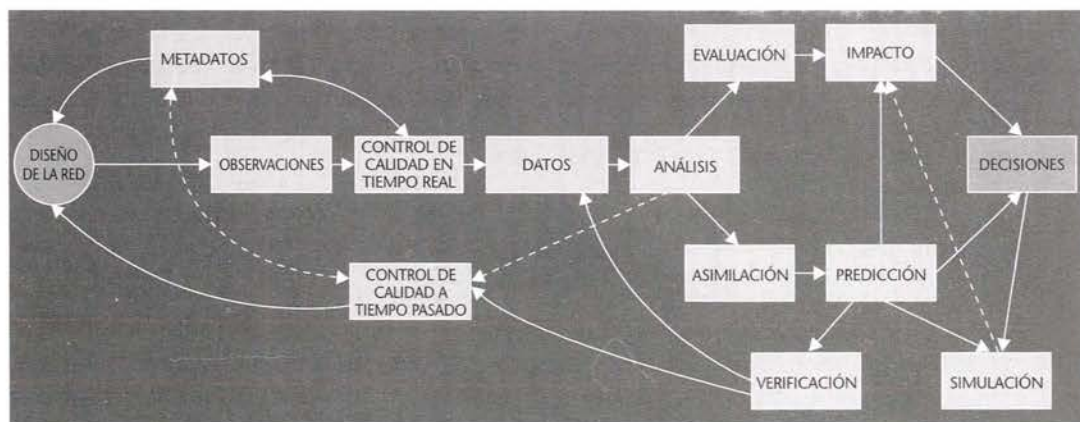 METADATOS
EVALUACIÓN
IMPACTO
DISEÑO
DE LA RED
OBSERVACIONES
CONTROL DE
CALIDAD EN
TIEMPO REAL
DATOS
ANÁLISIS
DECISIONES
CONTROL DE
CALIDAD A
TIEMPO PASADO
ASIMILACIÓN
PREDICCIÓN
VERIFICACIÓN
SIMULACIÓN